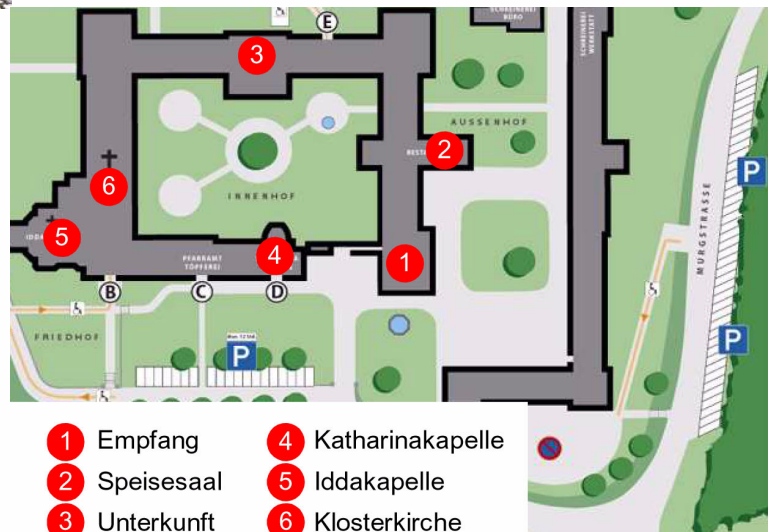 E
SCHREINEREI
BÜRO
SCHREINEREI
WERKSTATT
3
AUSSENHOF
2
6
INNENHOF
P
MURGSTRASSE
5
PFARRAMT
TÖPFEREI
4
1
B
C
D
FRIEDHOF
P
P
1 Empfang
2 Speisesaal
3 Unterkunft
4 Katharinakapelle
5 Iddakapelle
6 Klosterkirche